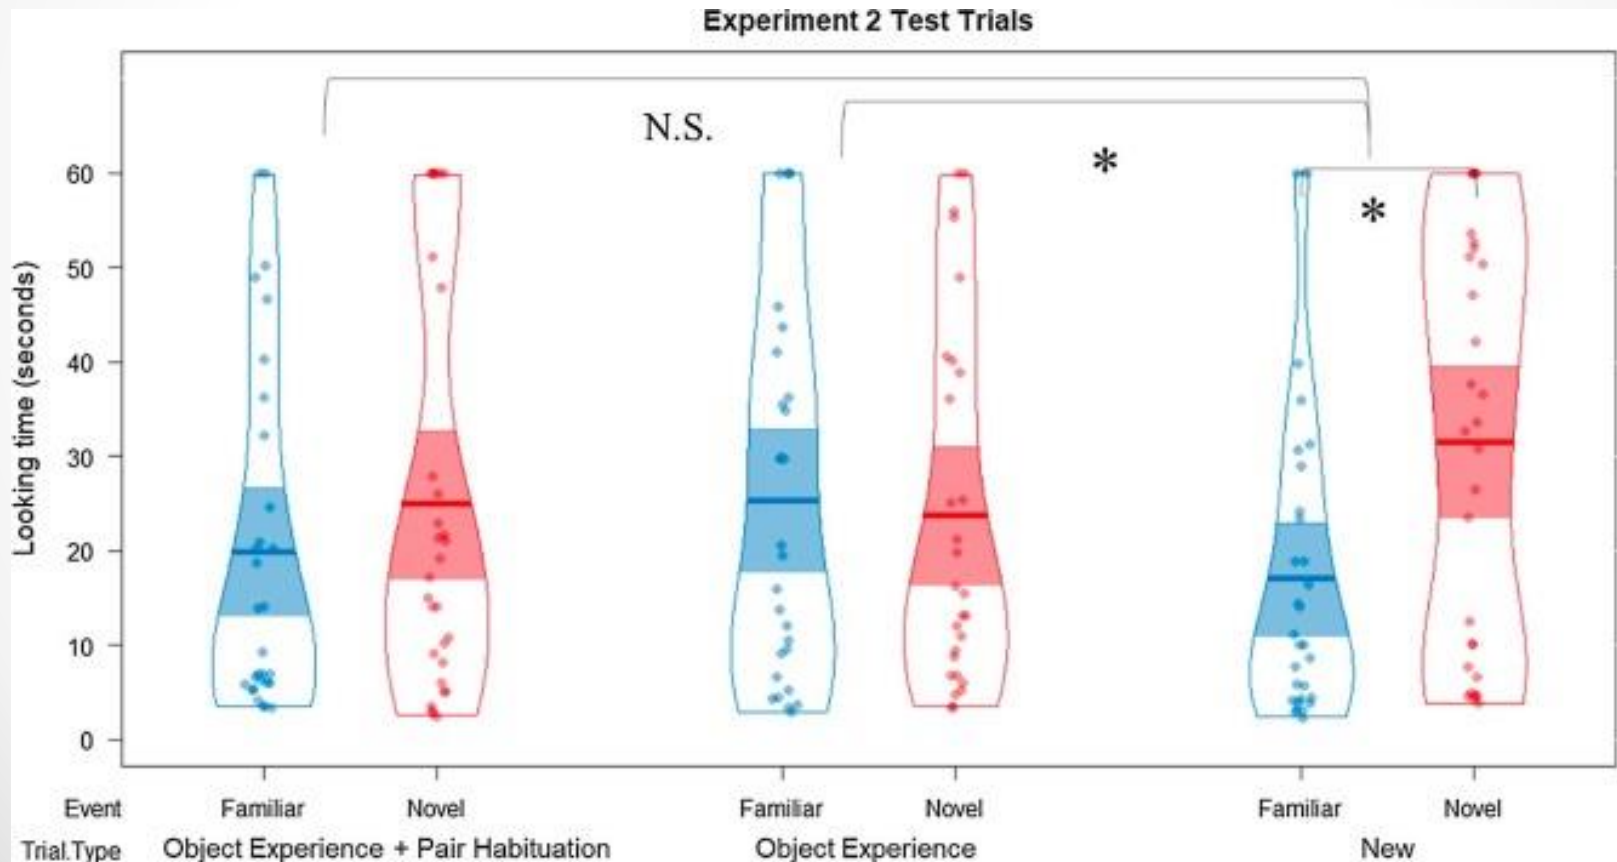 Experiment 2 Test Trials
N.S.
*
*
60
50
40
30
20
10
0
Looking time (seconds)
Event Familiar Novel Familiar Novel Familiar Novel
Trial.Type Object Experience + Pair Habituation Object Experience New